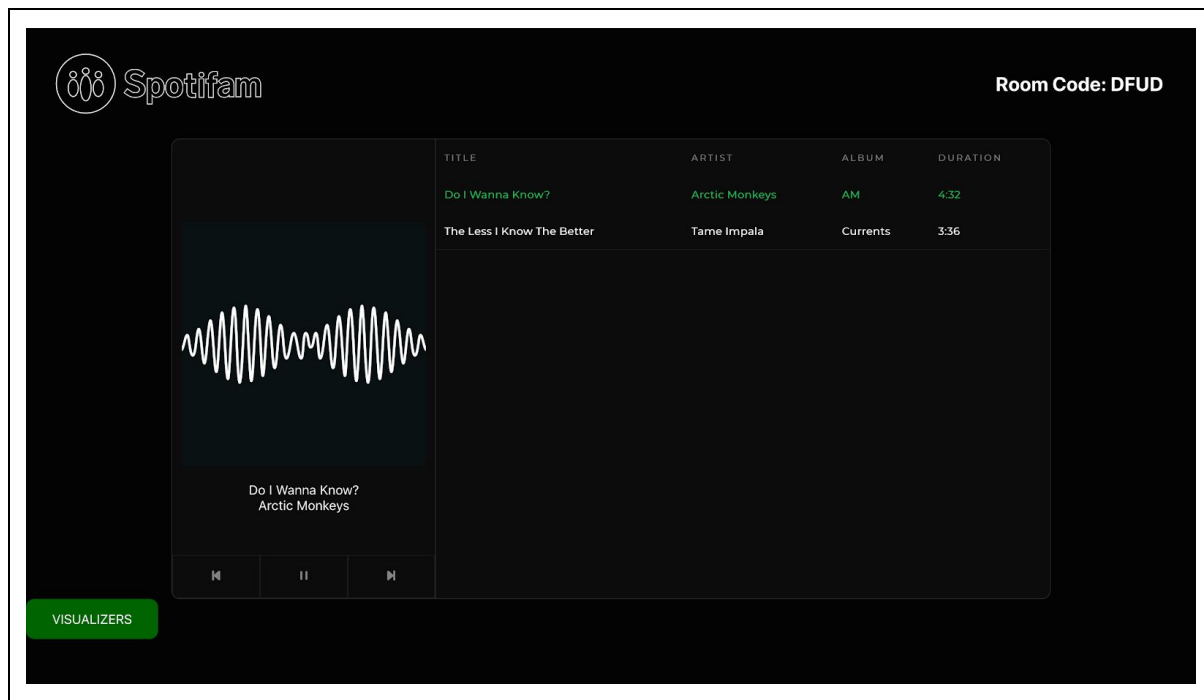 Spotifam
Room Code: DFUD
TITLE ARTIST ALBUM DURATION
Do I Wanna Know? Arctic Monkeys AM 4:32
The Less I Know The Better Tame Impala Currents 3:36
Do I Wanna Know?
Arctic Monkeys
VISUALIZERS